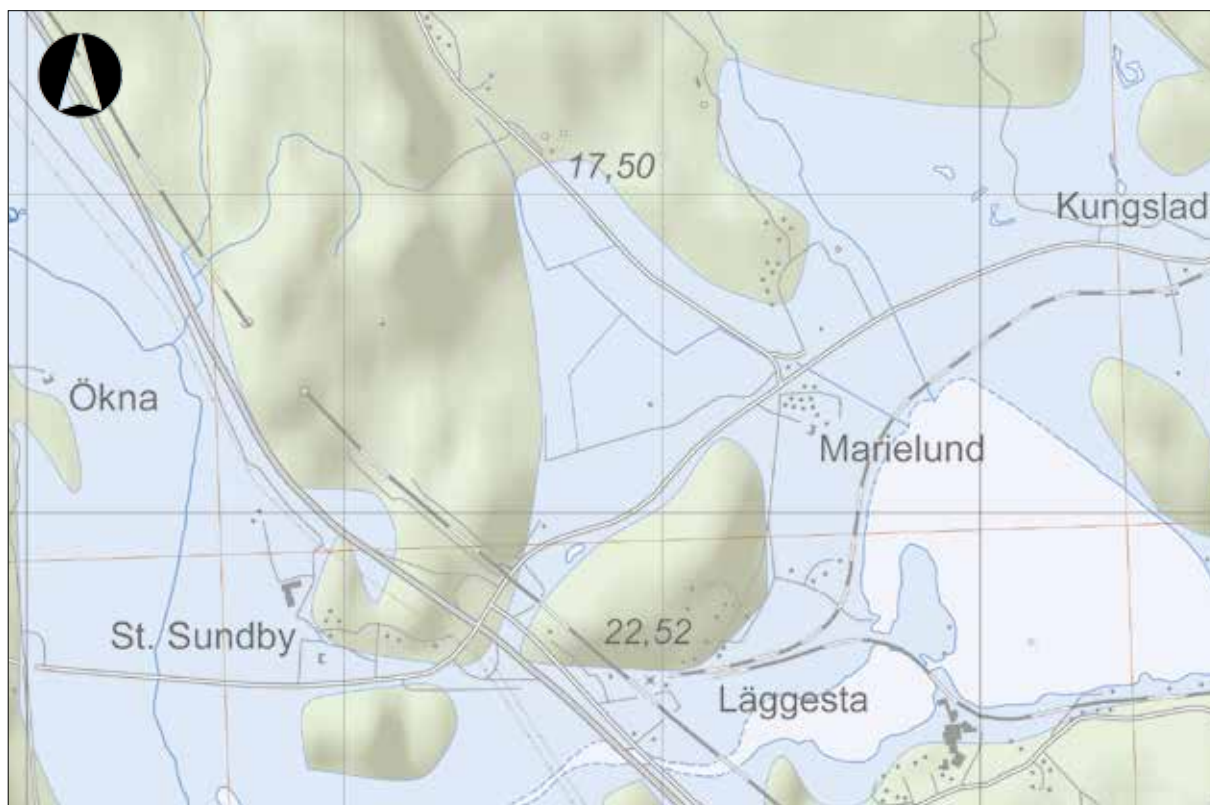 17,50
Kungslad
Ökna
Marielund
St. Sundby
22,52
Läggesta